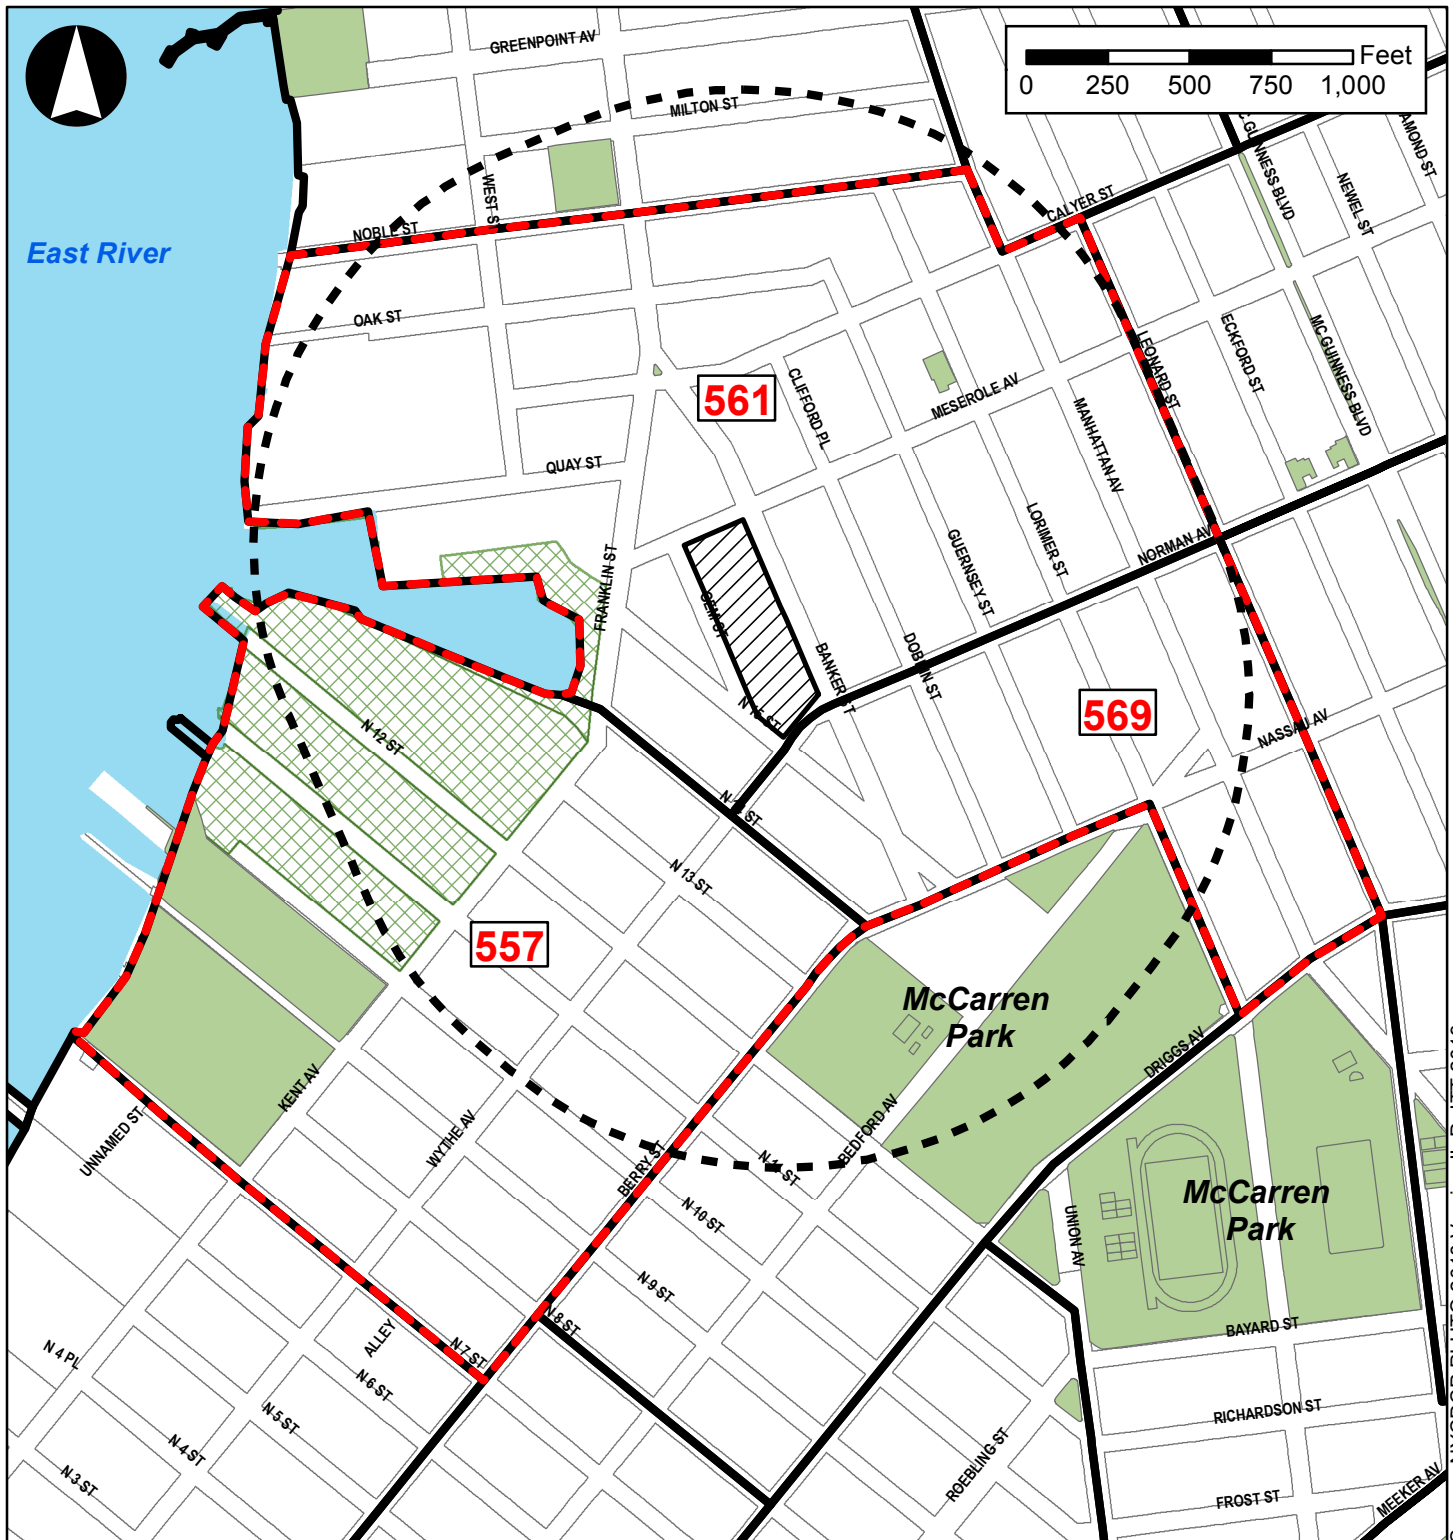 GREENPOINT AV
Feet
0 250 500 750 1,000
MILTON ST
WEST ST
NOBLE ST
CALYER ST
NEWEL ST
East River
OAK ST
LEONARD ST
ECKFORD ST
MC GUINNESS BLVD
561
CLIFFORD PL
MESEROLE AV
MANHATTAN AV
QUAY ST
LORIMER ST
GUERNSEY ST
NORMAN AV
FRANKLIN ST
GEM ST
BANKER ST
DOBBIN ST
N 15 ST
569
NASSAU AV
N 12 ST
N 13 ST
557
McCarren
Park
DRIGGS AV
KENT AV
UNNAMED ST
WYTHE AV
BERRY ST
BEDFORD AV
N 11 ST
N 10 ST
N 9 ST
N 8 ST
McCarren
Park
UNION AV
BAYARD ST
N 7 ST
ALLEY
N 6 ST
N 5 ST
N 4 PL
N 4 ST
N 3 ST
RICHARDSON ST
ROEBLING ST
FROST ST
MEEKER AV